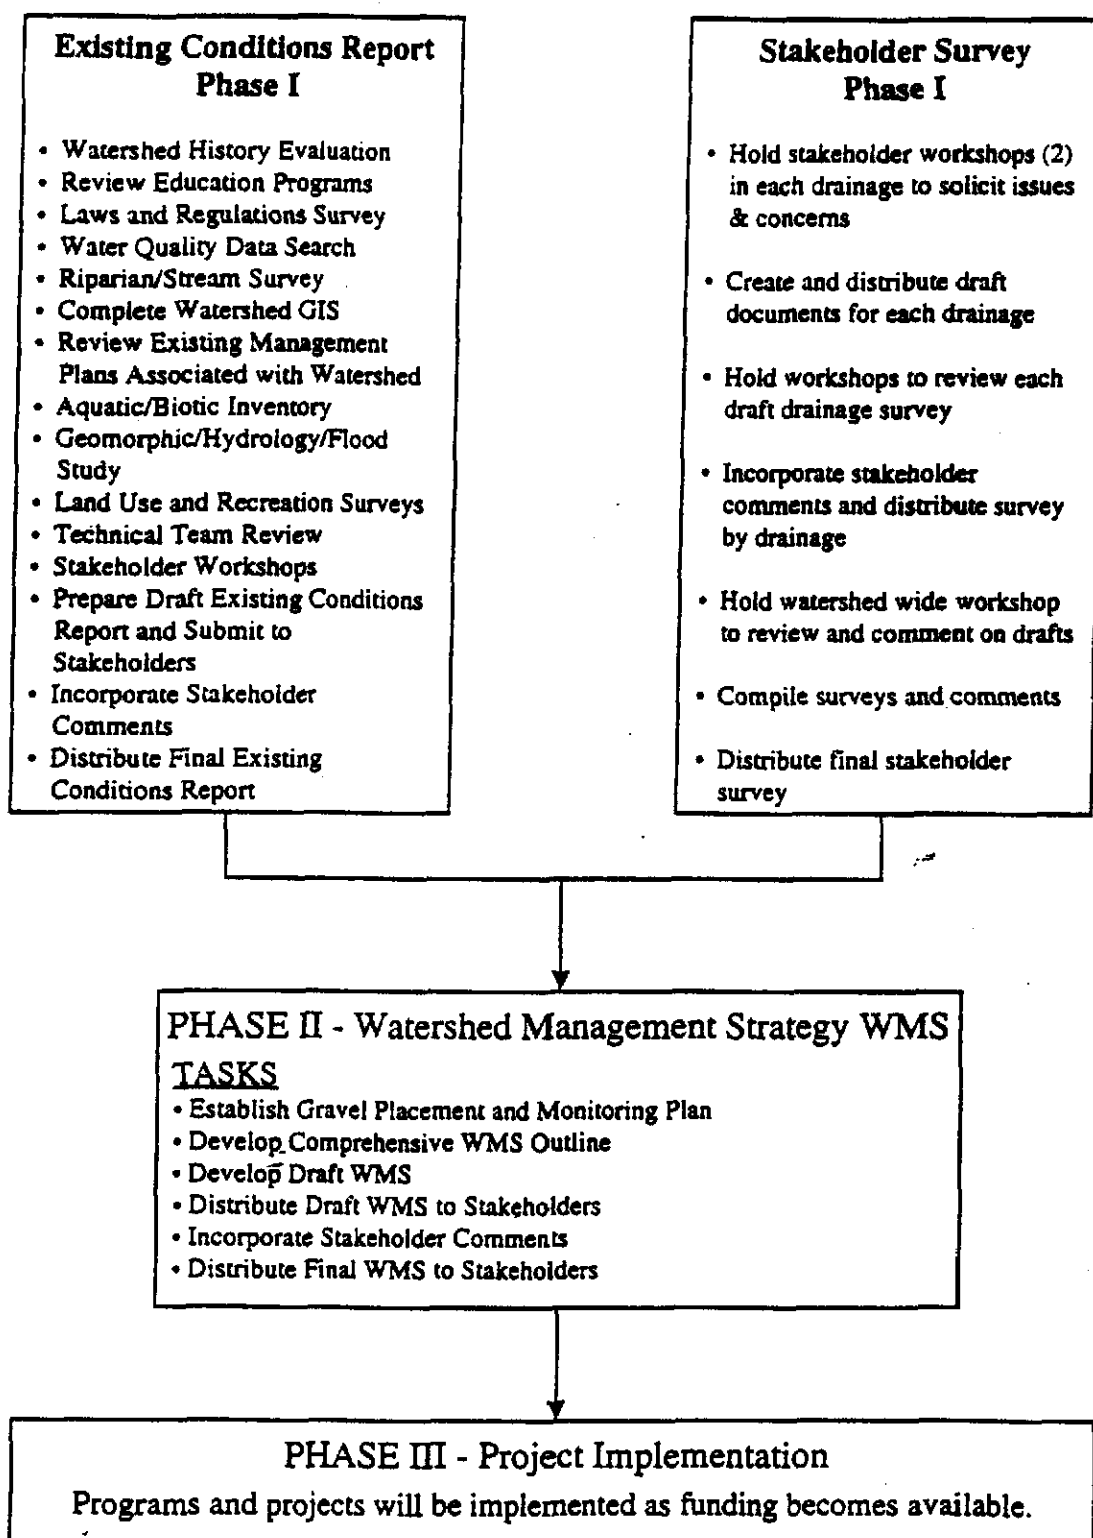 Existing Conditions Report
Phase I
• Watershed History Evaluation
• Review Education Programs
• Laws and Regulations Survey
• Water Quality Data Search
• Riparian/Stream Survey
• Complete Watershed GIS
• Review Existing Management
Plans Associated with Watershed
• Aquatic/Biotic Inventory
• Geomorphic/Hydrology/Flood
Study
• Land Use and Recreation Surveys
• Technical Team Review
• Stakeholder Workshops
• Prepare Draft Existing Conditions
Report and Submit to
Stakeholders
• Incorporate Stakeholder
Comments
• Distribute Final Existing
Conditions Report
Stakeholder Survey
Phase I
• Hold stakeholder workshops (2)
in each drainage to solicit issues
& concerns
• Create and distribute draft
documents for each drainage
• Hold workshops to review each
draft drainage survey
• Incorporate stakeholder
comments and distribute survey
by drainage
• Hold watershed wide workshop
to review and comment on drafts
• Compile surveys and comments
• Distribute final stakeholder
survey
PHASE II - Watershed Management Strategy WMS
TASKS
• Establish Gravel Placement and Monitoring Plan
• Develop Comprehensive WMS Outline
• Develop Draft WMS
• Distribute Draft WMS to Stakeholders
• Incorporate Stakeholder Comments
• Distribute Final WMS to Stakeholders
PHASE III - Project Implementation
Programs and projects will be implemented as funding becomes available.